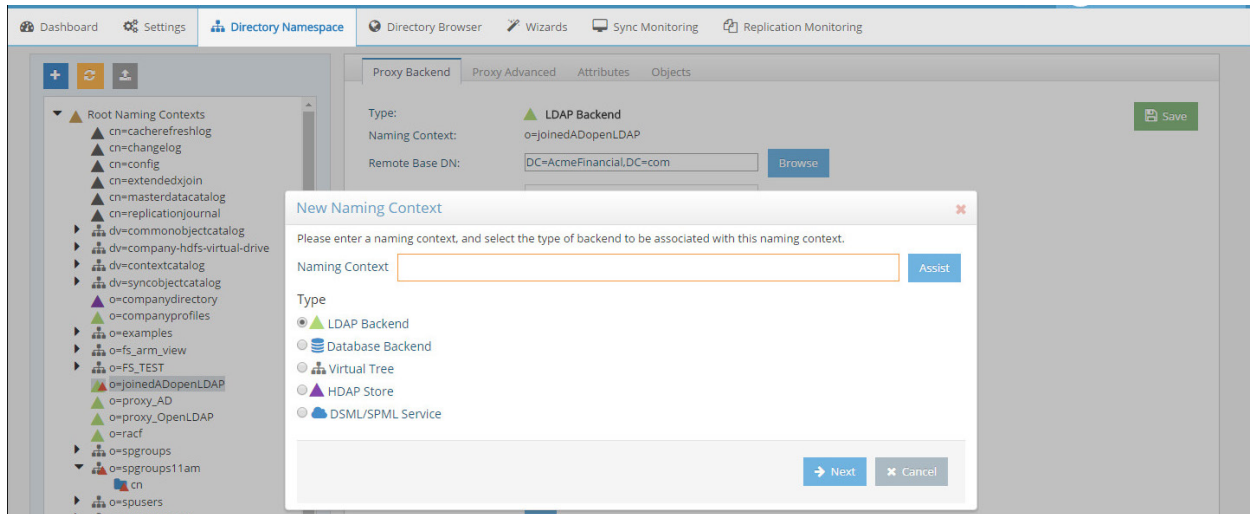 Dashboard Settings Directory Namespace Directory Browser Wizards Sync Monitoring Replication Monitoring
Proxy Backend Proxy Advanced Attributes Objects
Root Naming Contexts
cn=cacherefreshlog
cn=changelog
cn=config
cn=extendedxjoin
cn=masterdatacatalog
cn=replicationjournal
dv=commonobjectcatalog
dv=company-hdfs-virtual-drive
dv=contextcatalog
dv=syncobjectcatalog
o=companydirectory
o=companyprofiles
o=examples
o=fs_arm_view
o=FS_TEST
o=joinedADopenLDAP
o=proxy_AD
o=proxy_OpenLDAP
o=racf
o=spgroups
o=spgroups11am
cn
o=spusers
Type: LDAP Backend
Save
Naming Context: o=joinedADopenLDAP
Remote Base DN: DC=AcmeFinancial,DC=com Browse
New Naming Context
Please enter a naming context, and select the type of backend to be associated with this naming context.
Naming Context Assist
Type
LDAP Backend
Database Backend
Virtual Tree
HDAP Store
DSML/SPML Service
Next Cancel